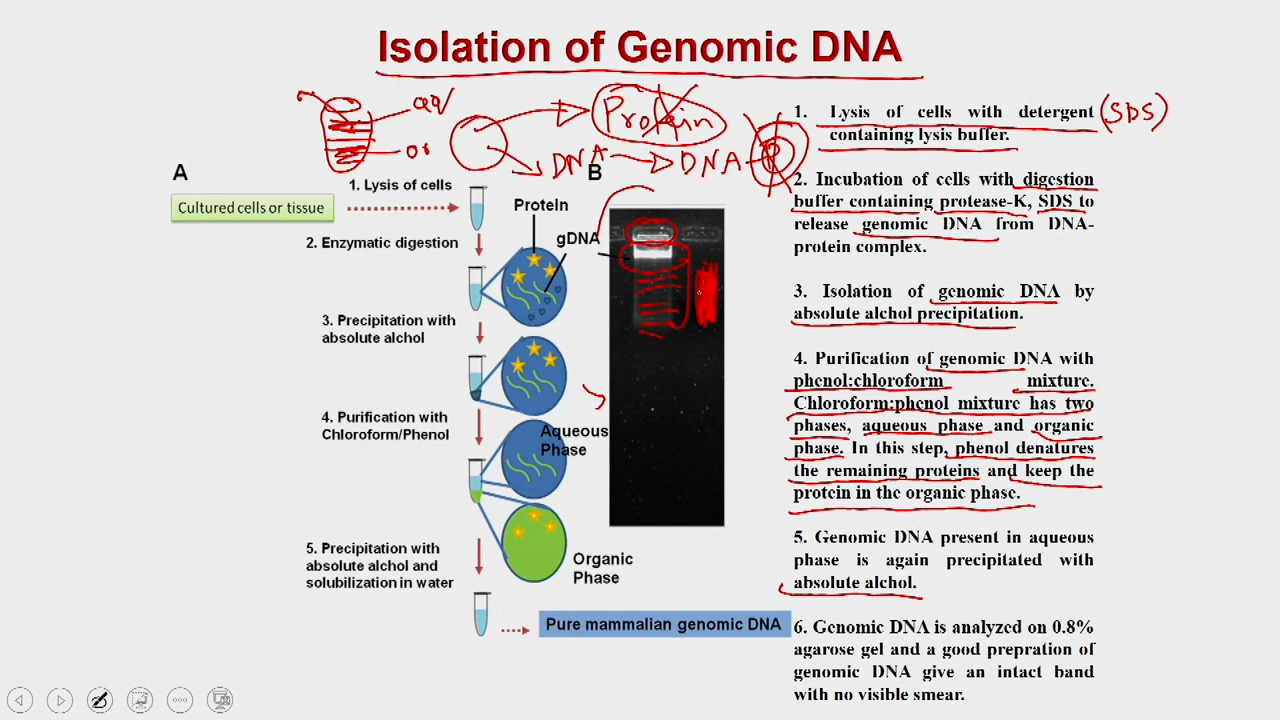 Isolation of Genomic DNA
aq
or
Protein
DNA → DNA - P
(SDS)
A
Cultured cells or tissue
1. Lysis of cells
2. Enzymatic digestion
3. Precipitation with
absolute alchol
4. Purification with
Chloroform/Phenol
5. Precipitation with
absolute alchol and
solubilization in water
Protein
gDNA
Aqueous
Phase
Organic
Phase
Pure mammalian genomic DNA
B
1. Lysis of cells with detergent
containing lysis buffer.
2. Incubation of cells with digestion
buffer containing protease-K, SDS to
release genomic DNA from DNA-
protein complex.
3. Isolation of genomic DNA by
absolute alchol precipitation.
4. Purification of genomic DNA with
phenol:chloroform mixture.
Chloroform:phenol mixture has two
phases, aqueous phase and organic
phase. In this step, phenol denatures
the remaining proteins and keep the
protein in the organic phase.
5. Genomic DNA present in aqueous
phase is again precipitated with
absolute alchol.
6. Genomic DNA is analyzed on 0.8%
agarose gel and a good prepration of
genomic DNA give an intact band
with no visible smear.